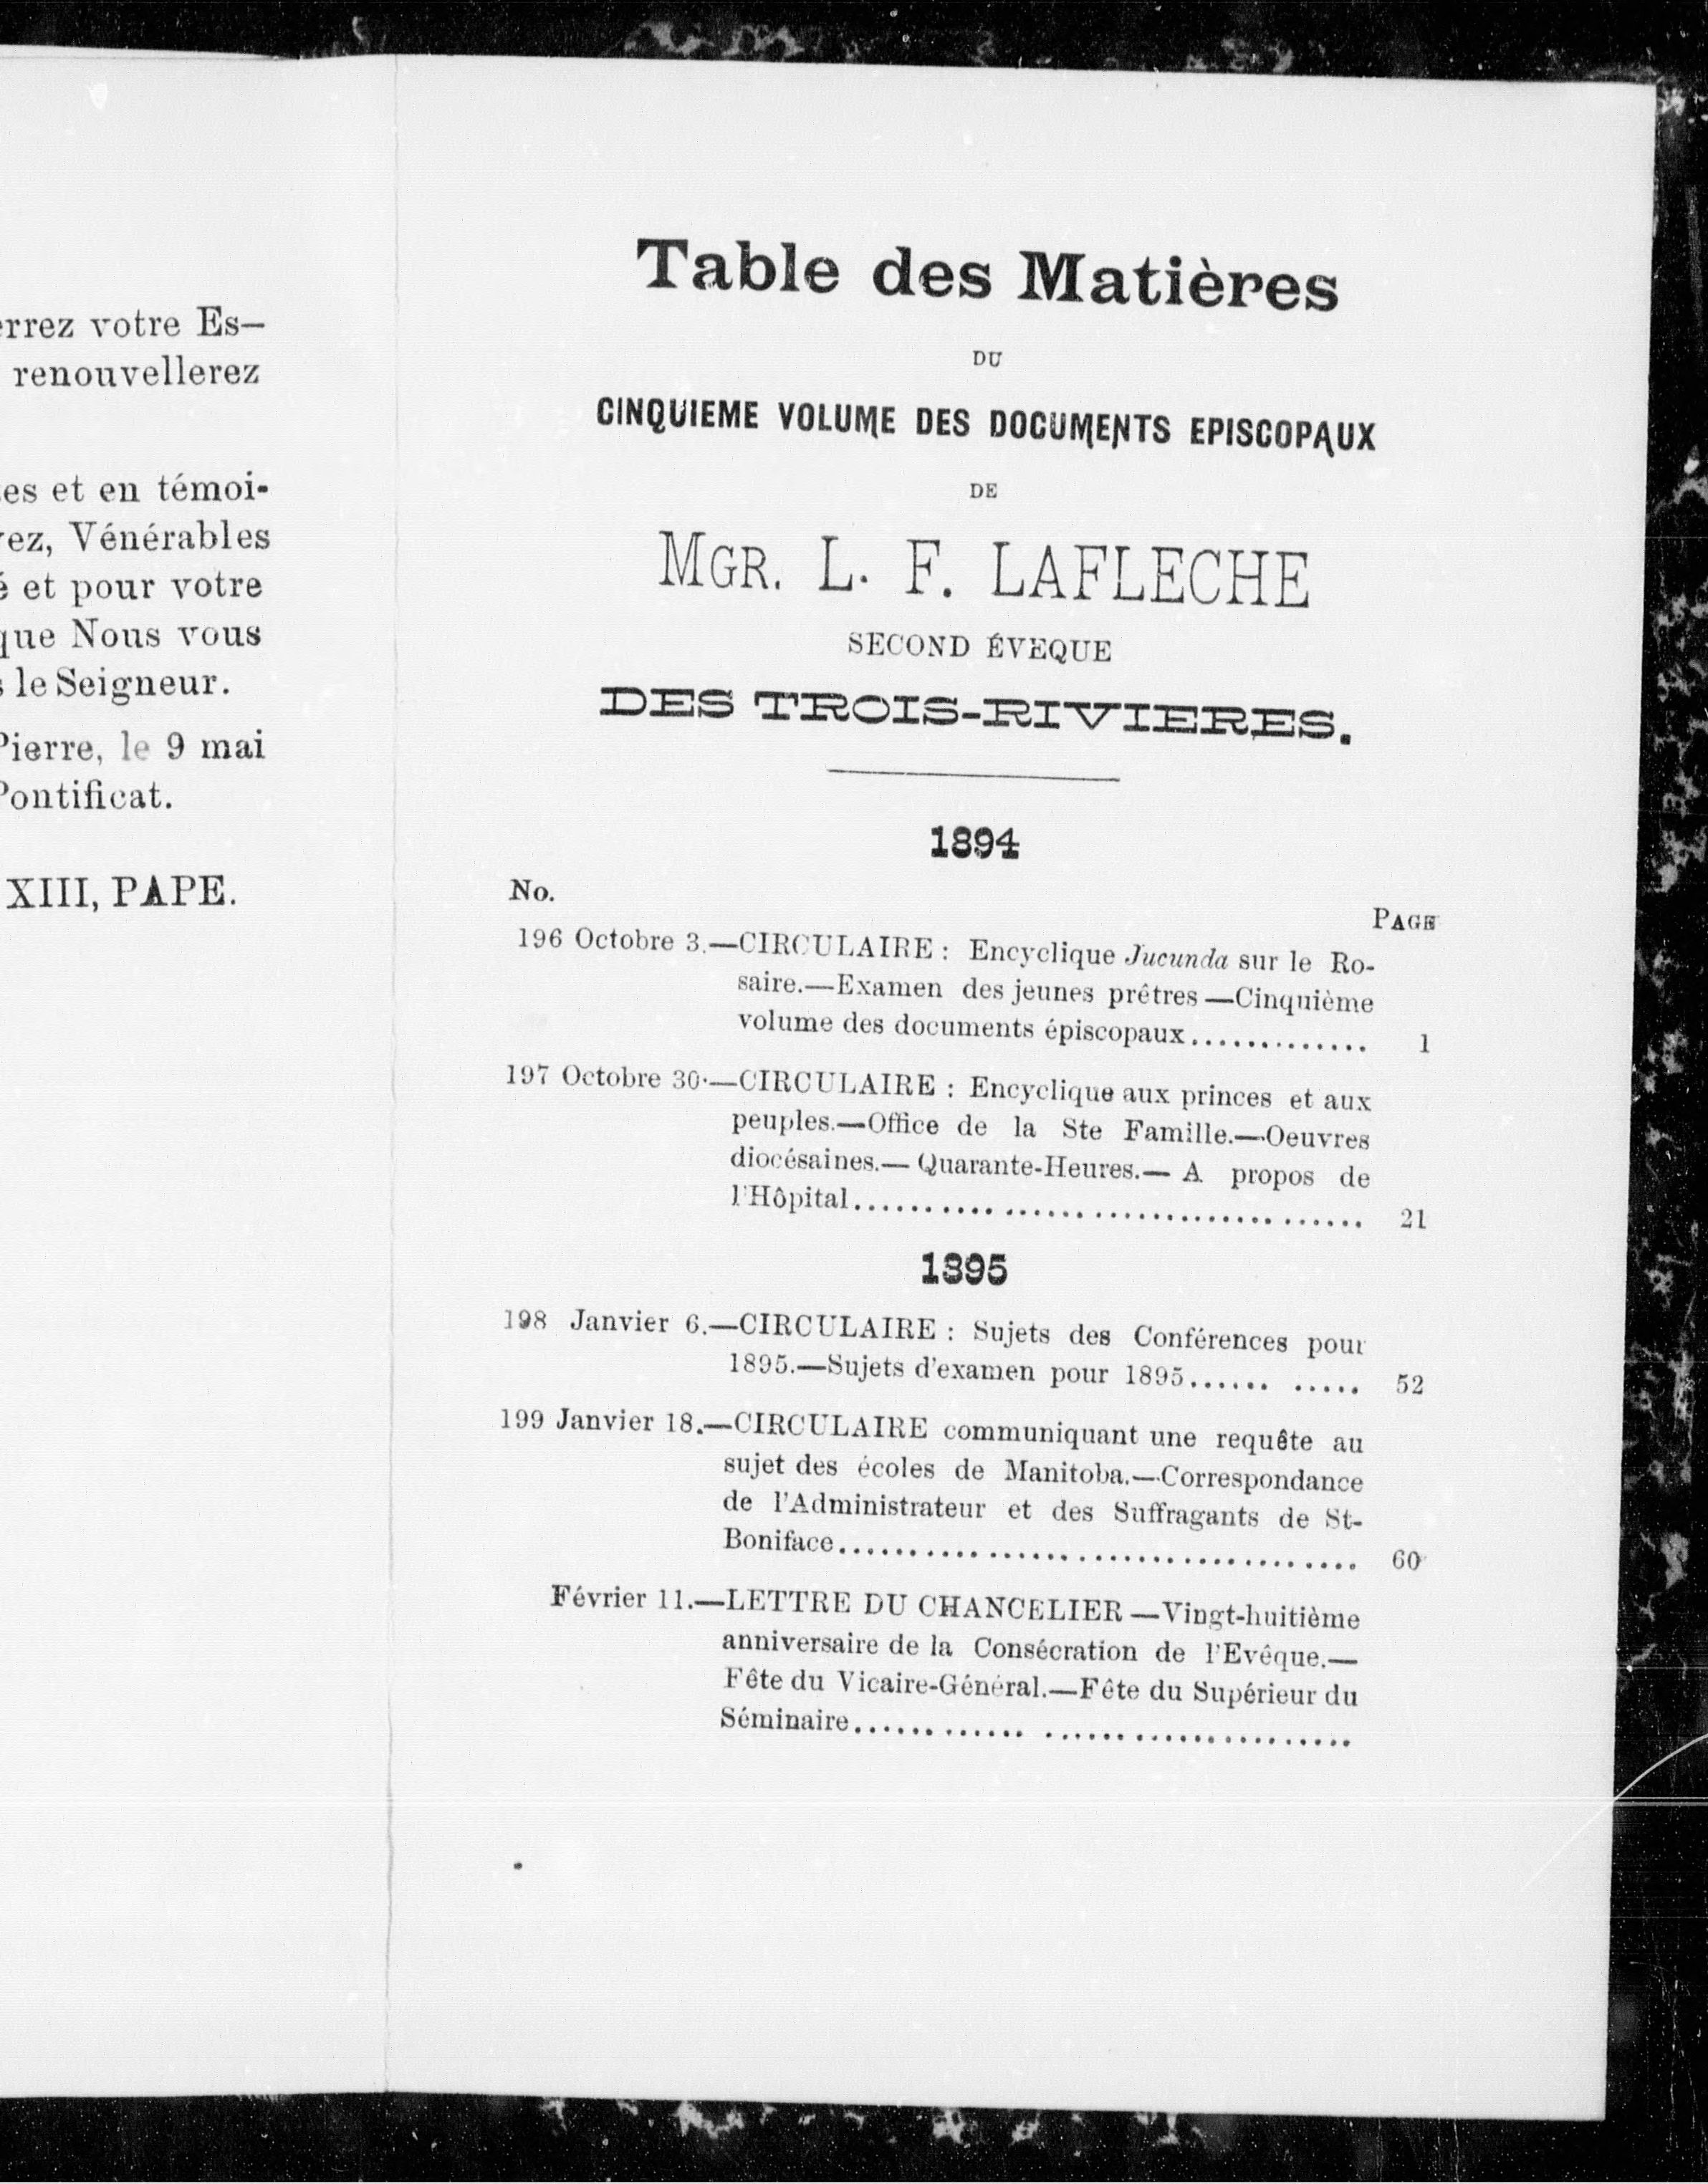 errez votre Es–
renouvellerez
es et en témoi-
ez, Vénérables
é et pour votre
que Nous vous
s le Seigneur.
Pierre, le 9 mai
Pontificat.
XIII, PAPE.
Table des Matières
DU
CINQUIEME VOLUME DES DOCUMENTS EPISCOPAUX
DE
MGR. L. F. LAFLECHE
SECOND ÉVEQUE
DES TROIS-RIVIERES.
1894
No.
PAGE
196 Octobre 3.—CIRCULAIRE : Encyclique Jucunda sur le Ro-
saire.—Examen des jeunes prêtres —Cinquième
volume des documents épiscopaux............. 1
197 Octobre 30.—CIRCULAIRE : Encyclique aux princes et aux
peuples.—Office de la Ste Famille.—Oeuvres
diocésaines.— Quarante-Heures.— A propos de
l'Hôpital.......... ....... .......... ...... 21
1895
198 Janvier 6.—CIRCULAIRE : Sujets des Conférences pour
1895.—Sujets d'examen pour 1895...... ..... 52
199 Janvier 18.—CIRCULAIRE communiquant une requête au
sujet des écoles de Manitoba.—Correspondance
de l'Administrateur et des Suffragants de St-
Boniface.......... ..... ................ 60
Février 11.—LETTRE DU CHANCELIER —Vingt-huitième
anniversaire de la Consécration de l'Evêque.—
Fête du Vicaire-Général.—Fête du Supérieur du
Séminaire...... ...... ..................